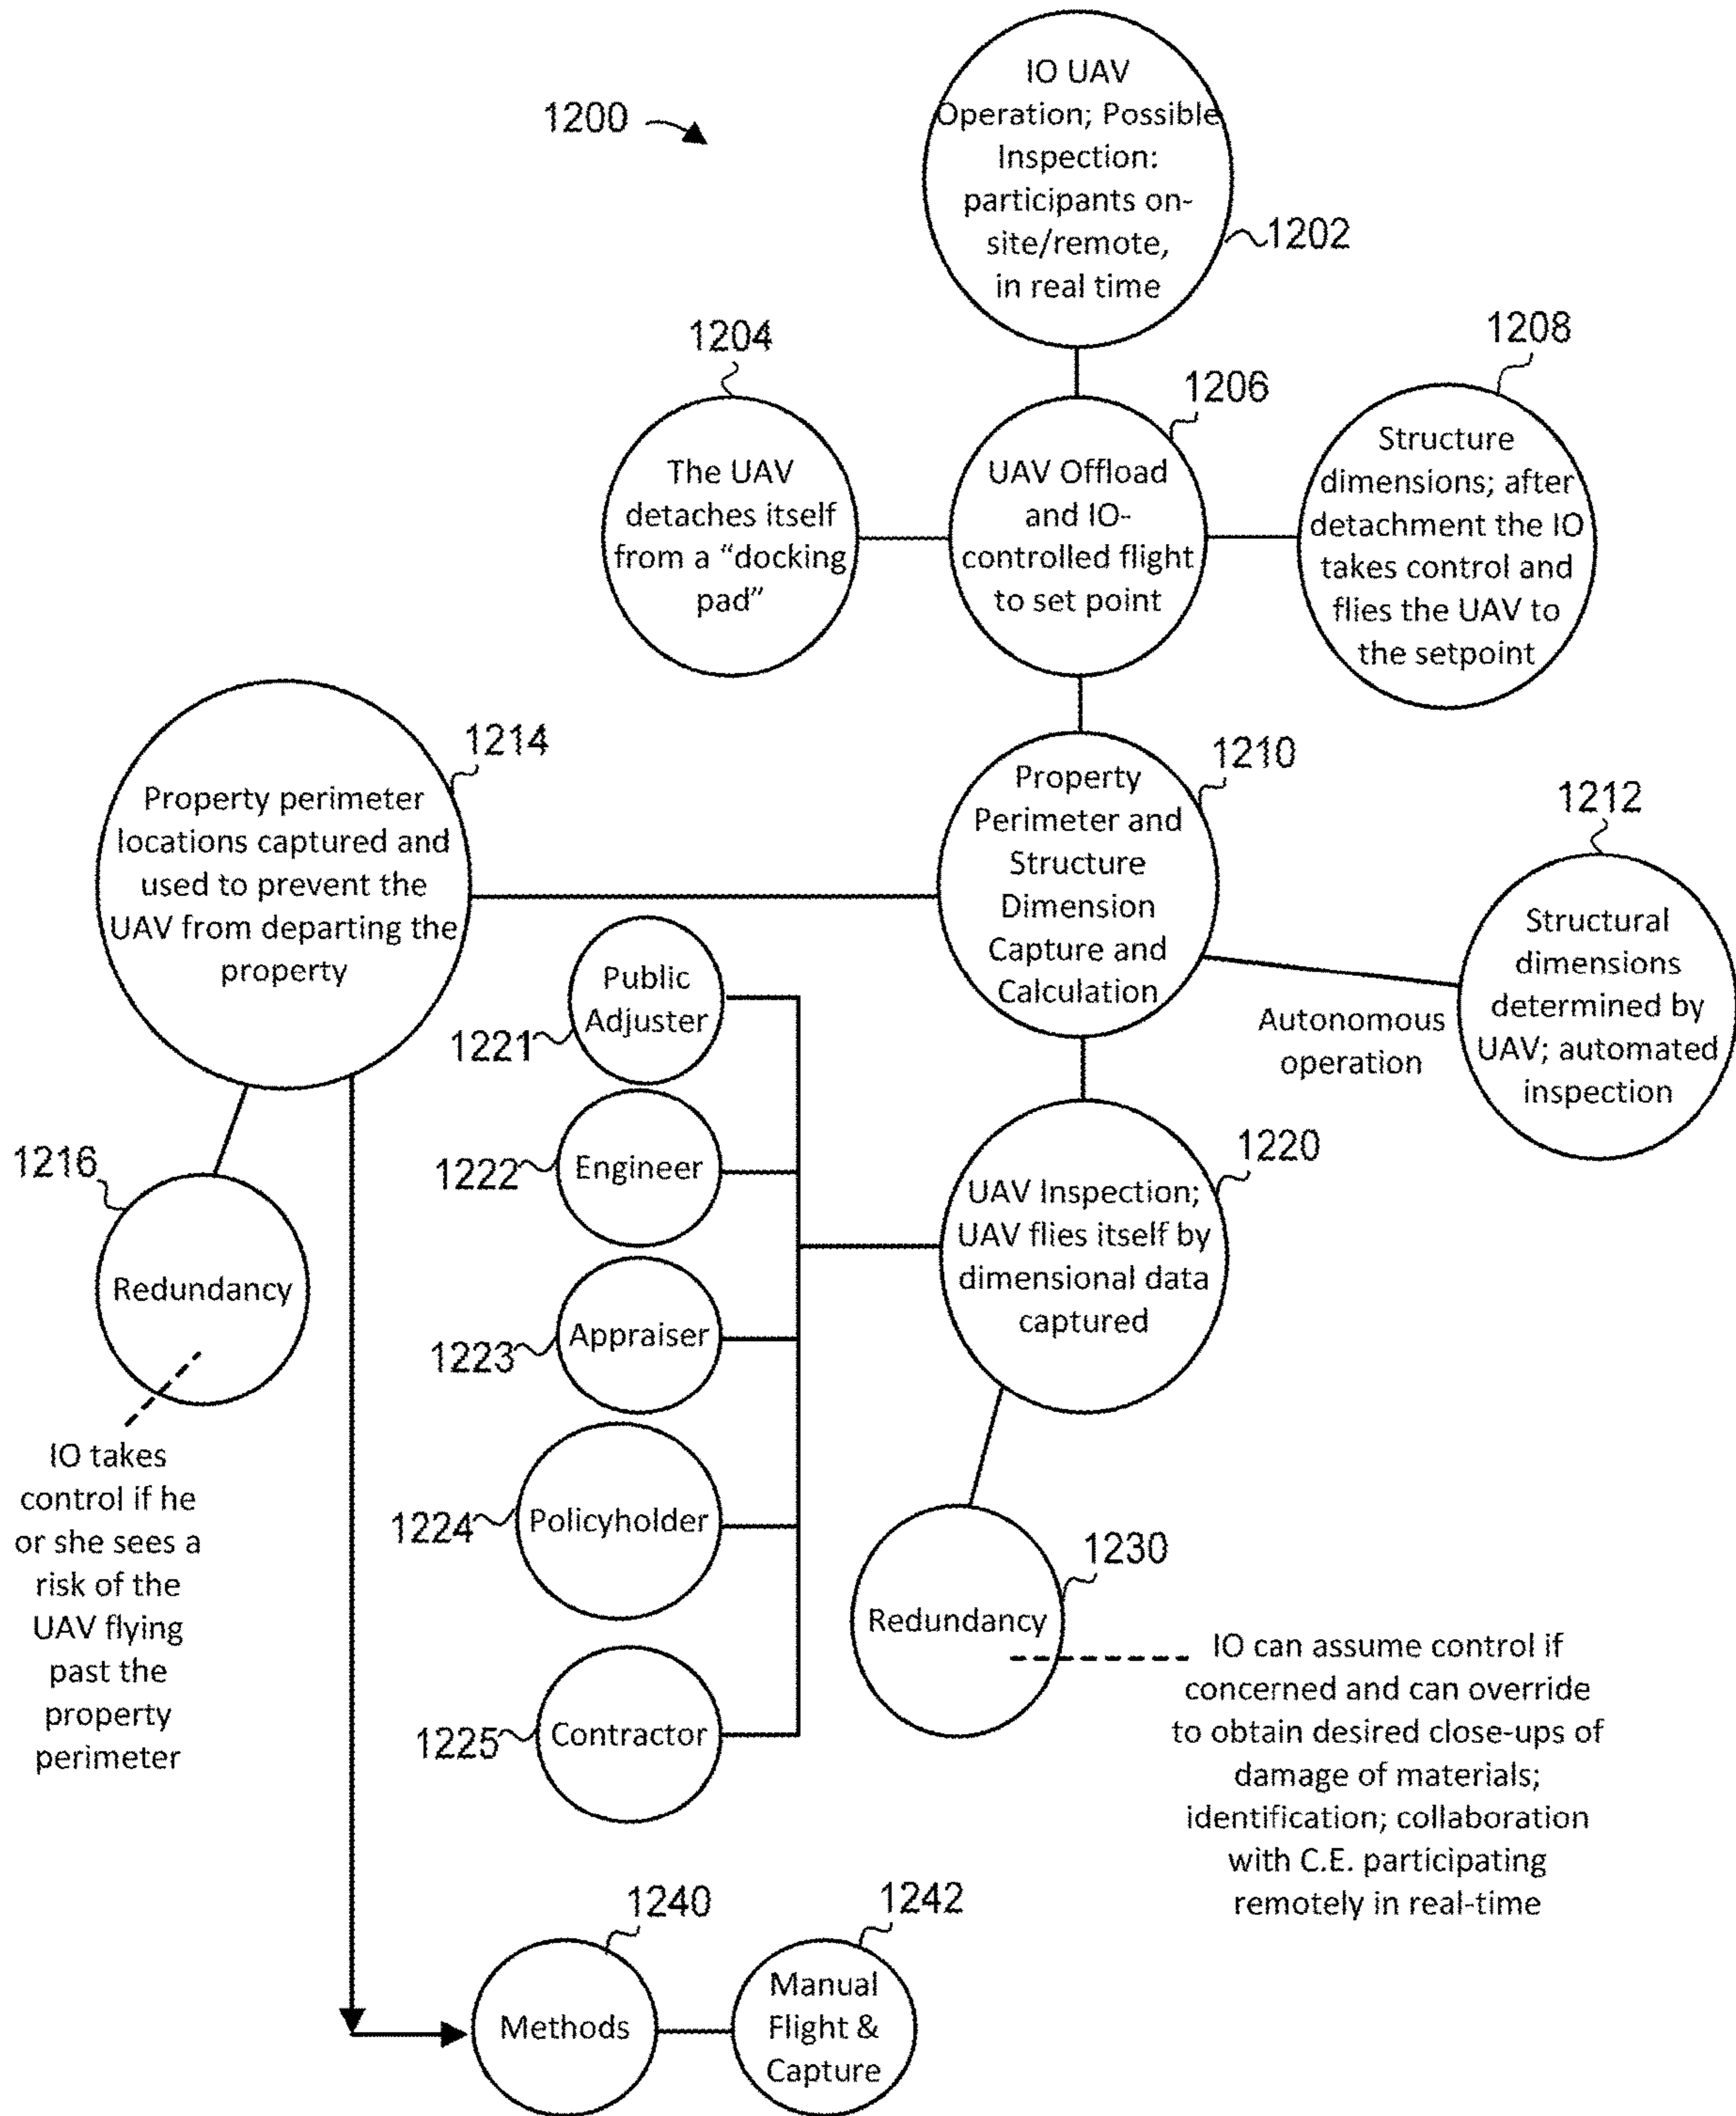 1200
IO UAV
Operation; Possible
Inspection:
participants on-
site/remote,
in real time
1202
1204
The UAV
detaches itself
from a “docking
pad”
1206
UAV Offload
and IO-
controlled flight
to set point
1208
Structure
dimensions; after
detachment the IO
takes control and
flies the UAV to
the setpoint
1214
Property perimeter
locations captured and
used to prevent the
UAV from departing the
property
1210
Property
Perimeter and
Structure
Dimension
Capture and
Calculation
1212
Structural
dimensions
determined by
UAV; automated
inspection
Autonomous
operation
1216
Redundancy
IO takes
control if he
or she sees a
risk of the
UAV flying
past the
property
perimeter
Public
Adjuster
1221
1222
Engineer
1223
Appraiser
1224
Policyholder
1225
Contractor
1220
UAV Inspection;
UAV flies itself by
dimensional data
captured
1230
Redundancy
IO can assume control if
concerned and can override
to obtain desired close-ups of
damage of materials;
identification; collaboration
with C.E. participating
remotely in real-time
1240
Methods
1242
Manual
Flight &
Capture